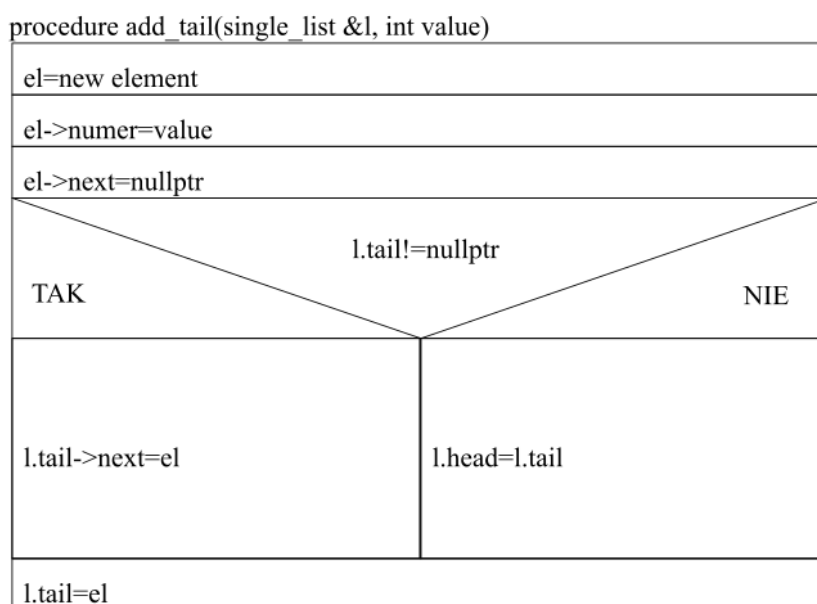 procedure add_tail(single_list &l, int value)
el=new element
el->numer=value
el->next=nullptr
l.tail!=nullptr
TAK
NIE
l.tail->next=el
l.head=l.tail
l.tail=el